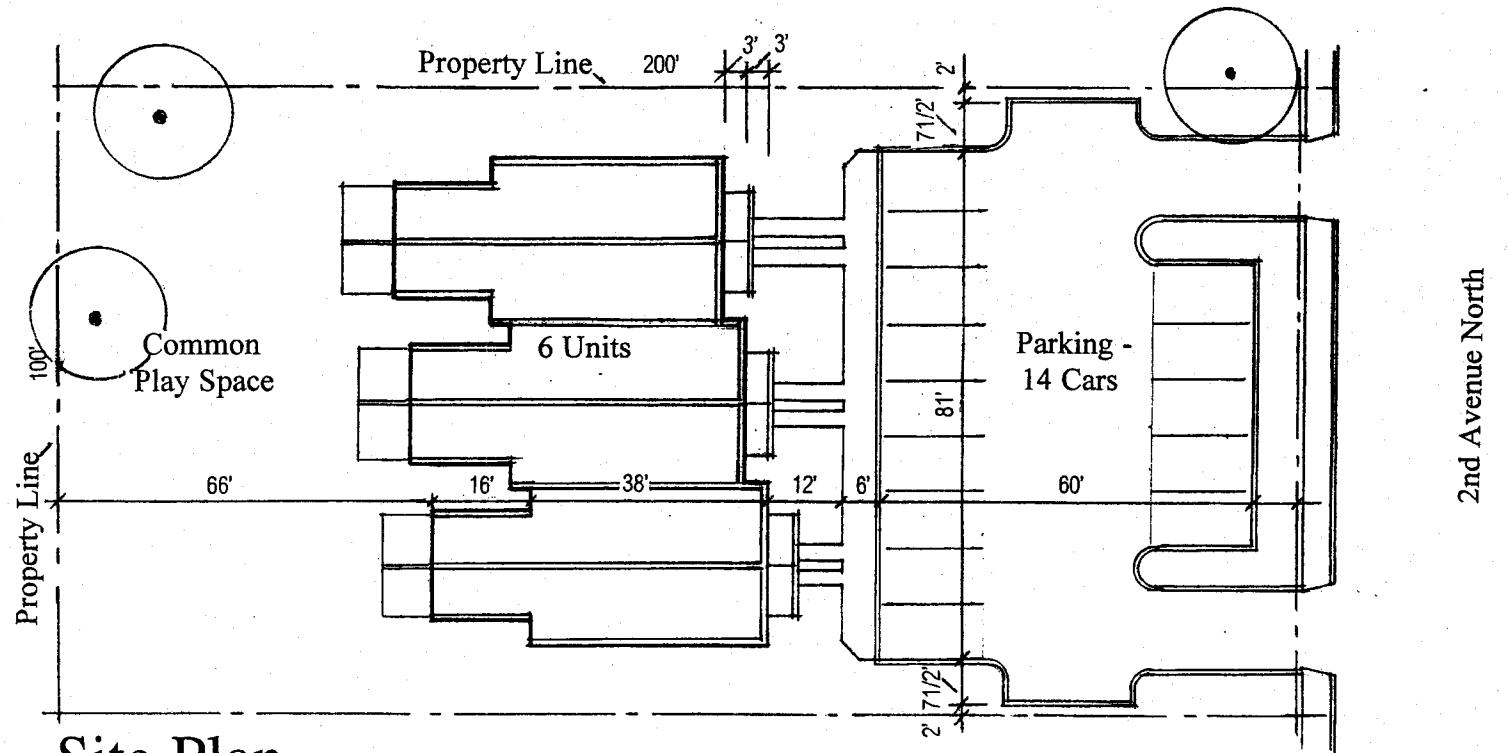 Property Line
200'
3'
3'
2'
7 1/2'
Common
Play Space
6 Units
Parking -
14 Cars
100'
81'
2nd Avenue North
Property Line
66'
16'
38'
12'
6'
60'
7 1/2'
2'
Site Plan